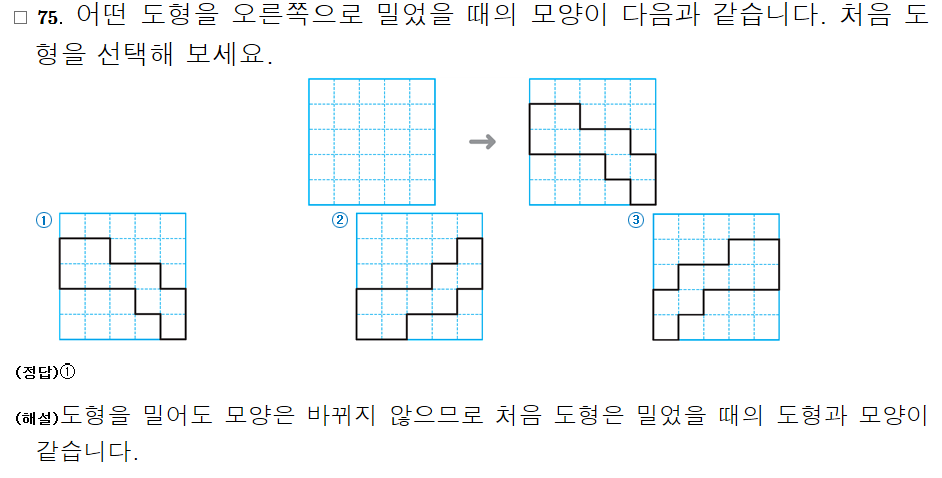 □ 75. 어떤 도형을 오른쪽으로 밀었을 때의 모양이 다음과 같습니다. 처음 도
형을 선택해 보세요.
→
① ② ③
(정답)①
(해설)도형을 밀어도 모양은 바뀌지 않으므로 처음 도형은 밀었을 때의 도형과 모양이
같습니다.